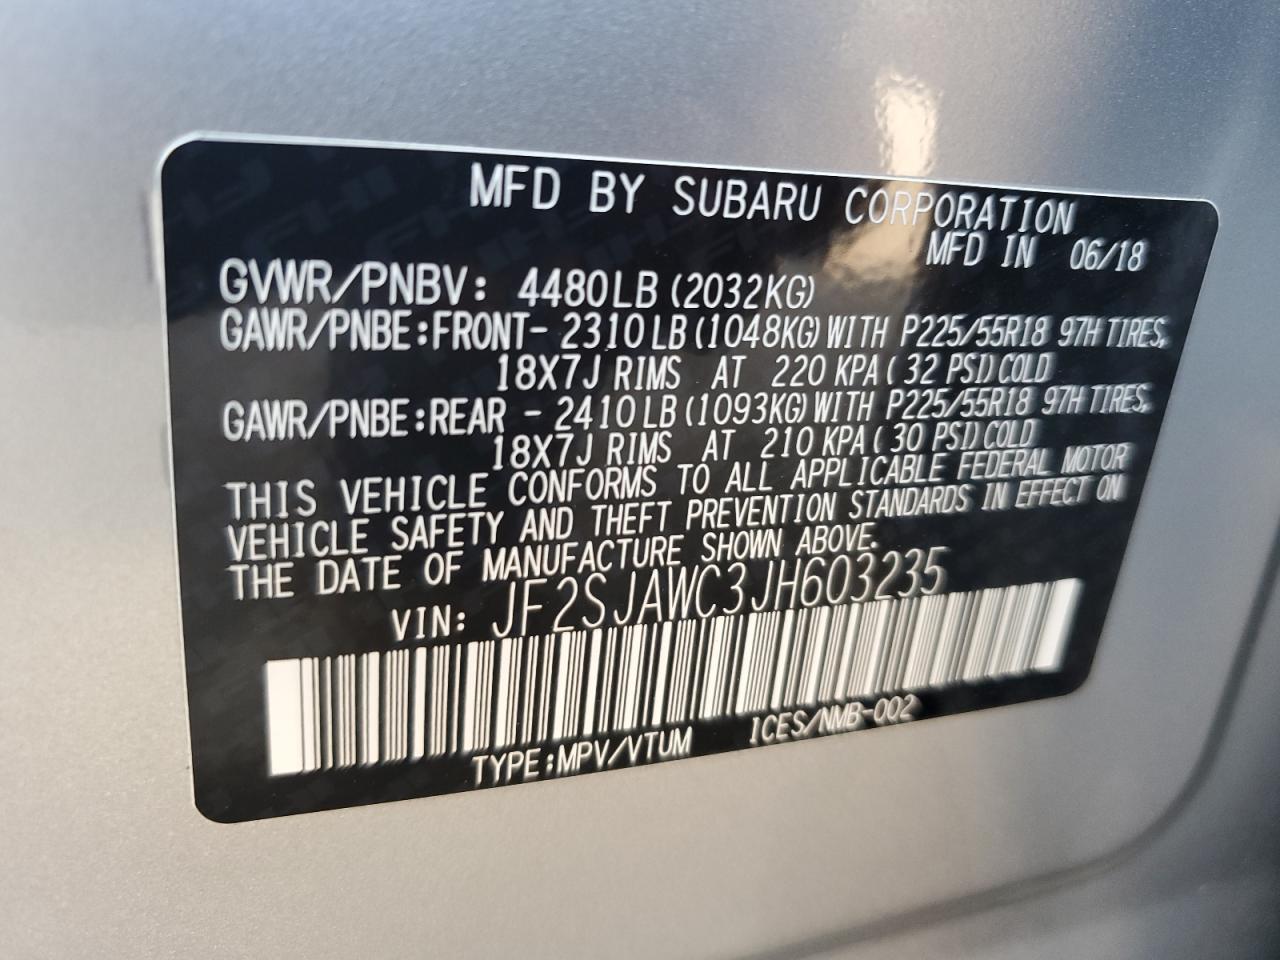 MFD BY SUBARU CORPORATION
MFD IN 06/18
GVWR/PNBV: 4480LB (2032KG)
GAWR/PNBE:FRONT- 2310LB (1048KG) WITH P225/55R18 97H TIRES,
18X7J RIMS AT 220 KPA (32 PSI) COLD
GAWR/PNBE:REAR - 2410LB (1093KG) WITH P225/55R18 97H TIRES,
18X7J RIMS AT 210 KPA (30 PSI) COLD
THIS VEHICLE CONFORMS TO ALL APPLICABLE FEDERAL MOTOR
VEHICLE SAFETY AND THEFT PREVENTION STANDARDS IN EFFECT ON
THE DATE OF MANUFACTURE SHOWN ABOVE.
VIN: JF2SJAWC3JH603235
TYPE:MPV/VTUM ICES/NMB-002